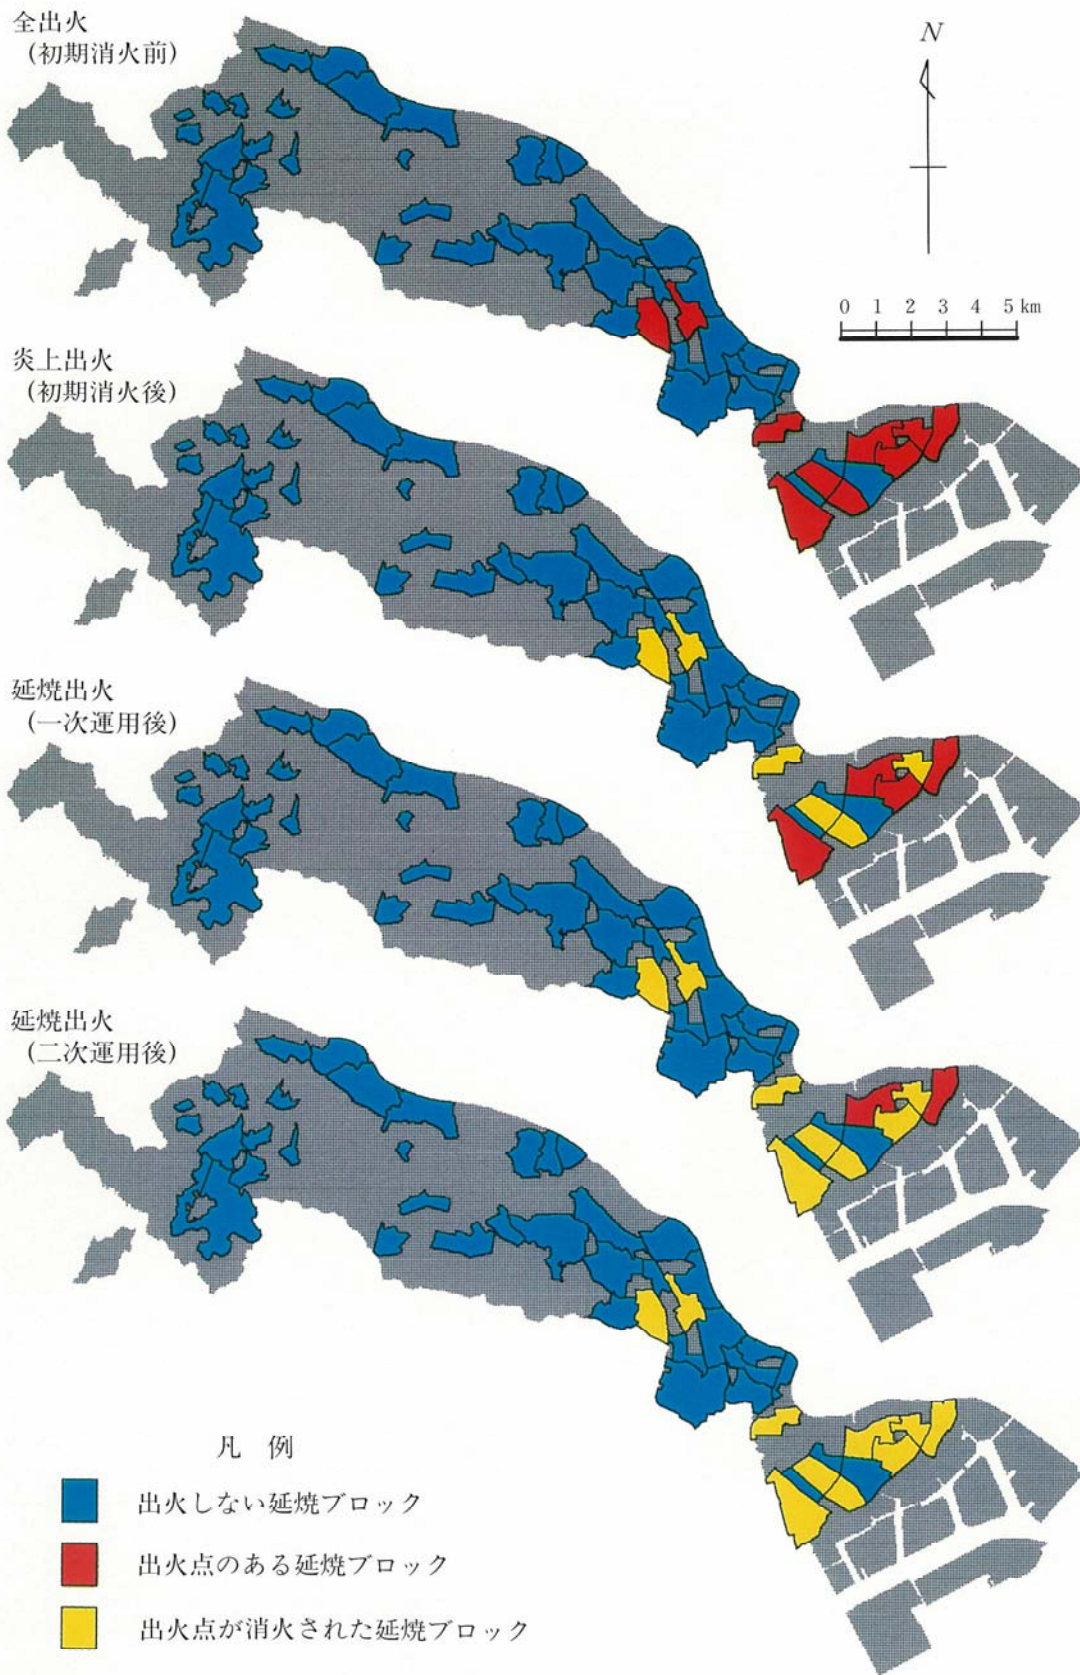 全出火
(初期消火前)
N
0 1 2 3 4 5 km
炎上出火
(初期消火後)
延焼出火
(一次運用後)
延焼出火
(二次運用後)
凡 例
出火しない延焼ブロック
出火点のある延焼ブロック
出火点が消火された延焼ブロック